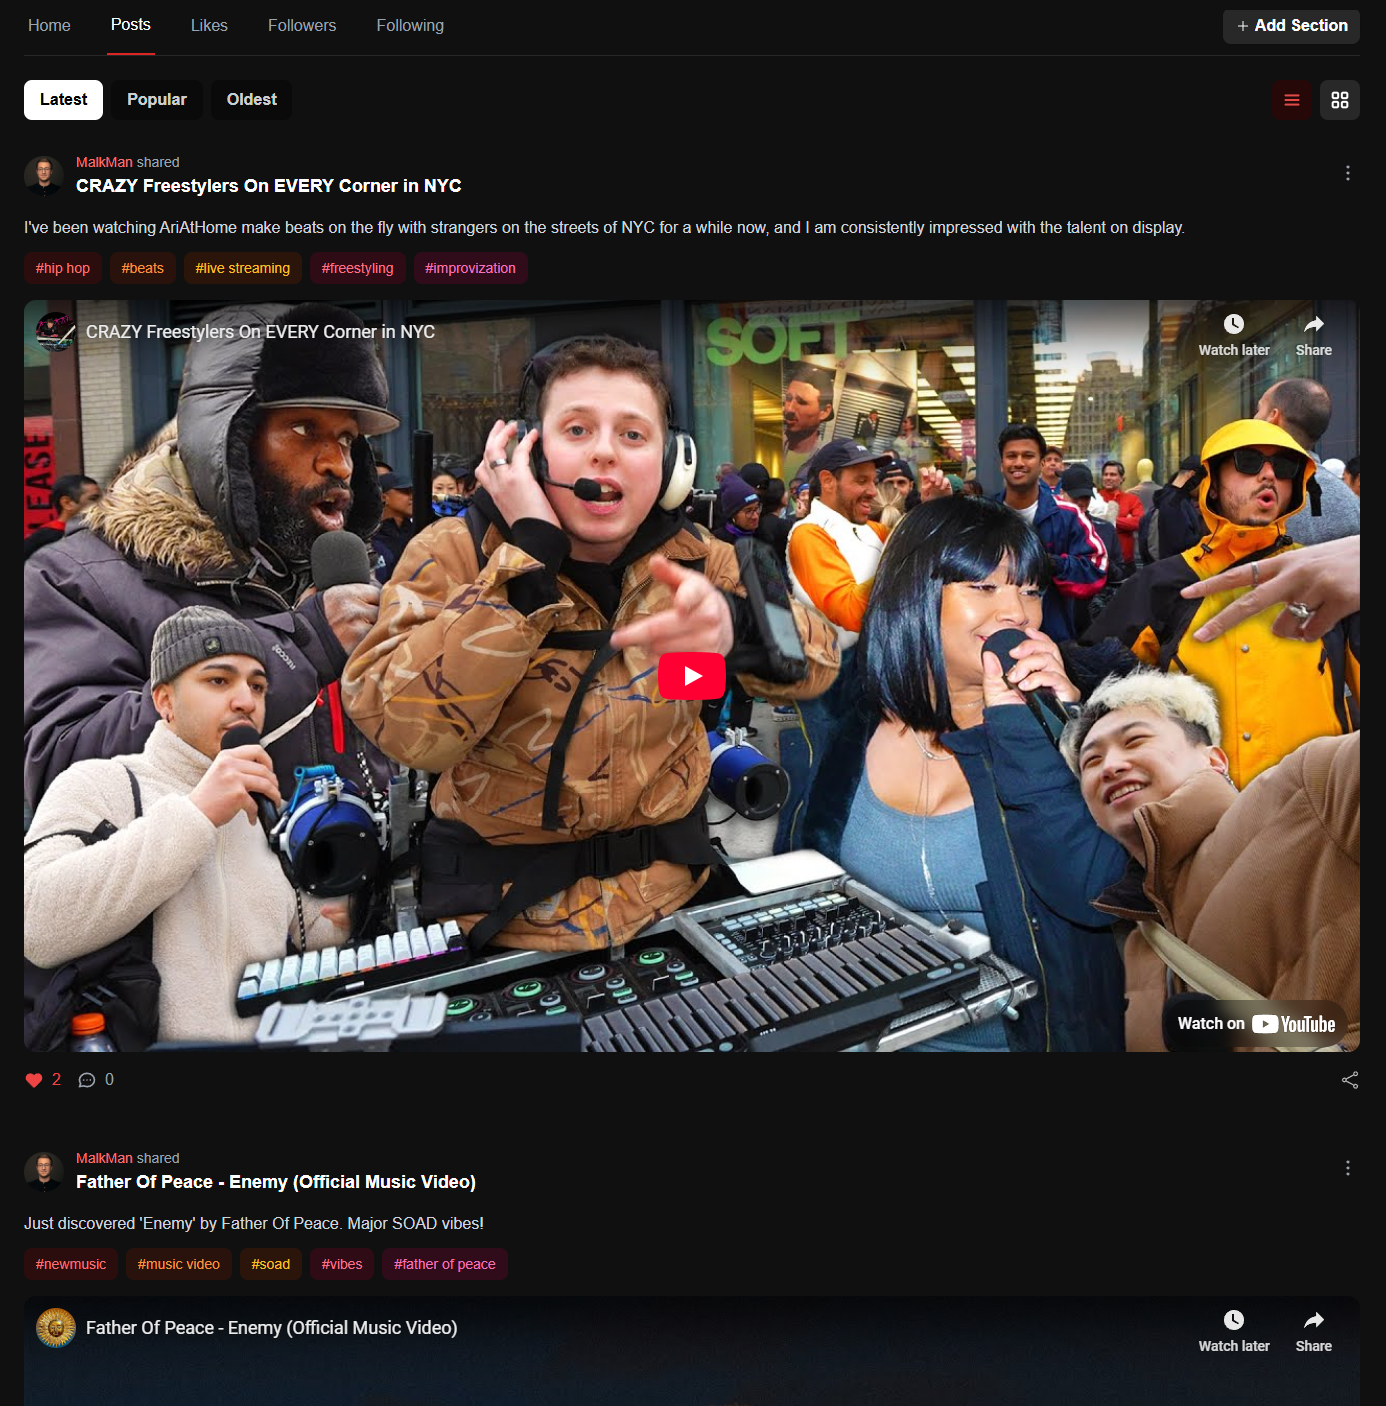 Home Posts Likes Followers Following + Add Section
Latest Popular Oldest
MalkMan shared
CRAZY Freestylers On EVERY Corner in NYC
I've been watching AriAtHome make beats on the fly with strangers on the streets of NYC for a while now, and I am consistently impressed with the talent on display.
#hip hop #beats #live streaming #freestyling #improvization
CRAZY Freestylers On EVERY Corner in NYC
Watch later Share
SOFT
LEASE
RECCO
Watch on YouTube
2 0
MalkMan shared
Father Of Peace - Enemy (Official Music Video)
Just discovered 'Enemy' by Father Of Peace. Major SOAD vibes!
#newmusic #music video #soad #vibes #father of peace
Father Of Peace - Enemy (Official Music Video)
Watch later Share